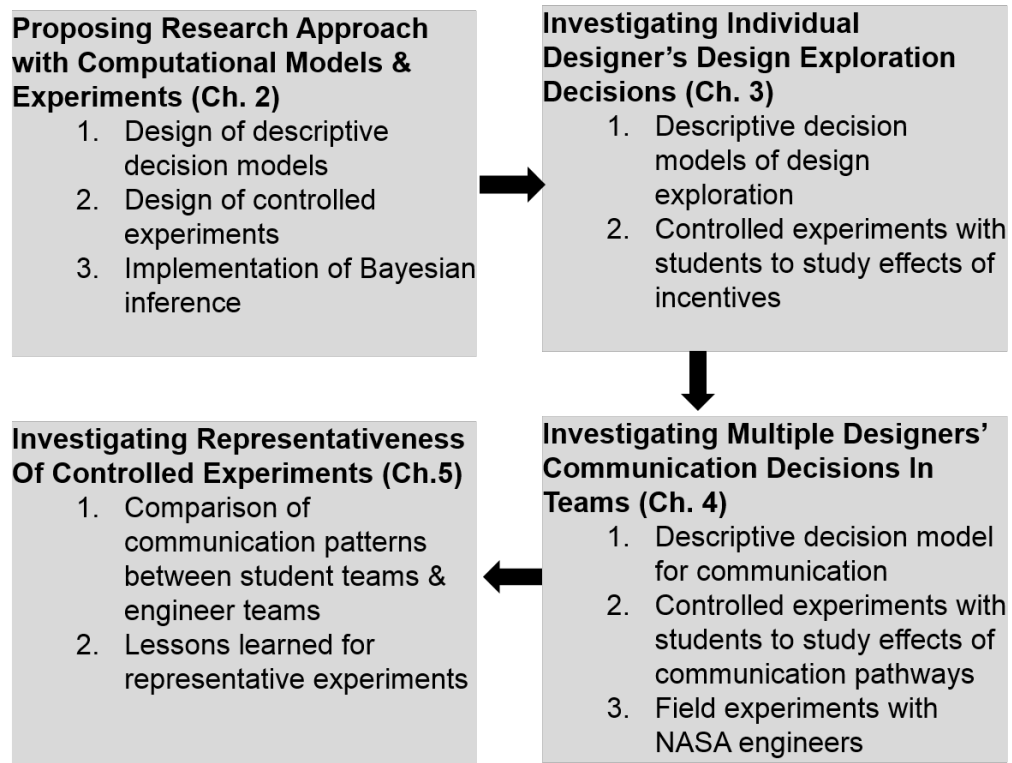 Proposing Research Approach
with Computational Models &
Experiments (Ch. 2)
1. Design of descriptive
decision models
2. Design of controlled
experiments
3. Implementation of Bayesian
inference
Investigating Individual
Designer's Design Exploration
Decisions (Ch. 3)
1. Descriptive decision
models of design
exploration
2. Controlled experiments with
students to study effects of
incentives
Investigating Multiple Designers’
Communication Decisions In
Teams (Ch. 4)
1. Descriptive decision model
for communication
2. Controlled experiments with
students to study effects of
communication pathways
3. Field experiments with
NASA engineers
Investigating Representativeness
Of Controlled Experiments (Ch.5)
1. Comparison of
communication patterns
between student teams &
engineer teams
2. Lessons learned for
representative experiments